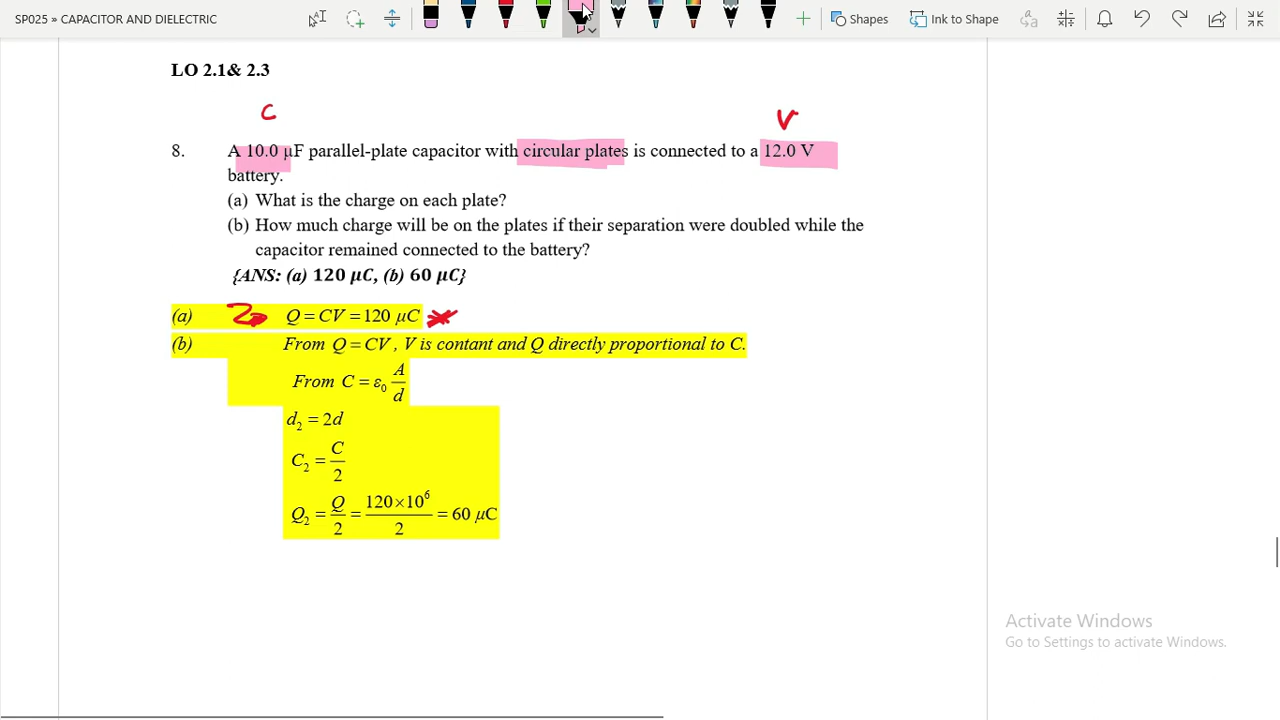 SP025 » CAPACITOR AND DIELECTRIC
Shapes
Ink to Shape
LO 2.1& 2.3
C
V
8. A 10.0 μF parallel-plate capacitor with circular plates is connected to a 12.0 V
battery.
(a) What is the charge on each plate?
(b) How much charge will be on the plates if their separation were doubled while the
capacitor remained connected to the battery?
{ANS: (a) 120 μC, (b) 60 μC}
(a) Q = CV = 120 μC
(b) From Q = CV , V is contant and Q directly proportional to C.
From C = ε₀ A/d
d₂ = 2d
C₂ = C/2
Q₂ = Q/2 = 120×10⁶/2 = 60 μC
Activate Windows
Go to Settings to activate Windows.